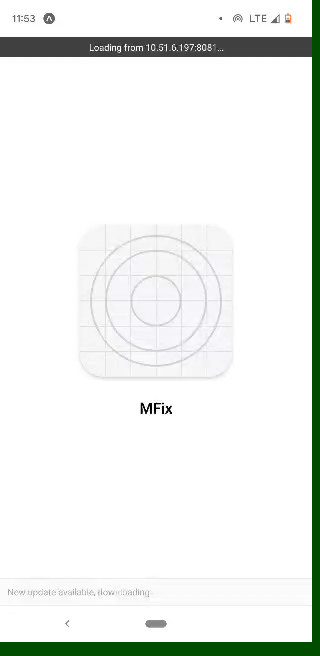 11:53
LTE
Loading from 10.51.6.197:8081...
MFix
New update available, downloading...